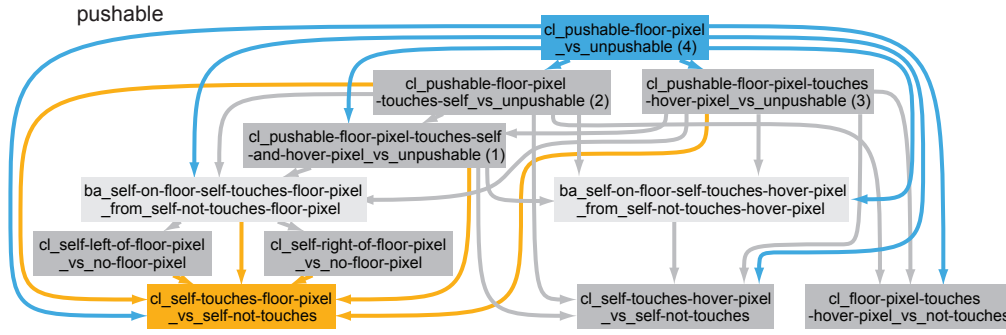 pushable
cl_pushable-floor-pixel
_vs_unpushable (4)
cl_pushable-floor-pixel
-touches-self_vs_unpushable (2)
cl_pushable-floor-pixel-touches
-hover-pixel_vs_unpushable (3)
cl_pushable-floor-pixel-touches-self
-and-hover-pixel_vs_unpushable (1)
ba_self-on-floor-self-touches-floor-pixel
_from_self-not-touches-floor-pixel
ba_self-on-floor-self-touches-hover-pixel
_from_self-not-touches-hover-pixel
cl_self-left-of-floor-pixel
_vs_no-floor-pixel
cl_self-right-of-floor-pixel
_vs_no-floor-pixel
cl_self-touches-floor-pixel
_vs_self-not-touches
cl_self-touches-hover-pixel
_vs_self-not-touches
cl_floor-pixel-touches
-hover-pixel_vs_not-touches